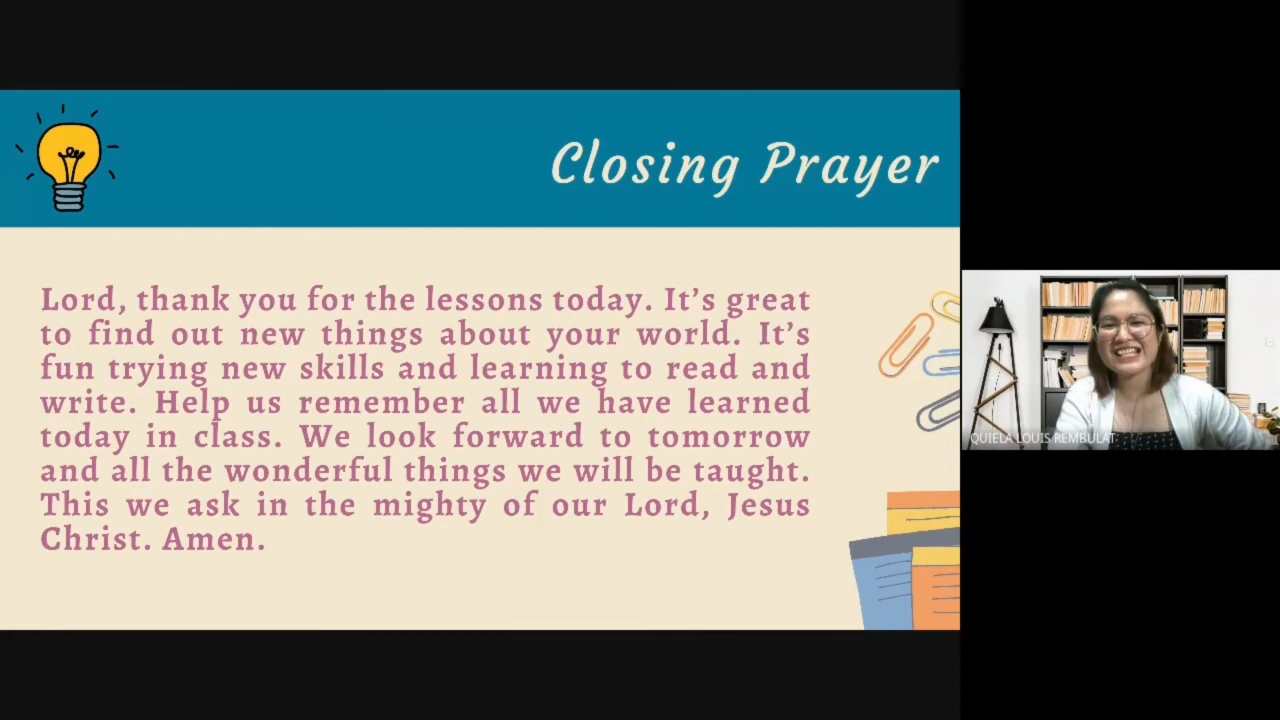 Closing Prayer
Lord, thank you for the lessons today. It's great
to find out new things about your world. It's
fun trying new skills and learning to read and
write. Help us remember all we have learned
today in class. We look forward to tomorrow
and all the wonderful things we will be taught.
This we ask in the mighty of our Lord, Jesus
Christ. Amen.
QUIELA LOUIS REMBULAT